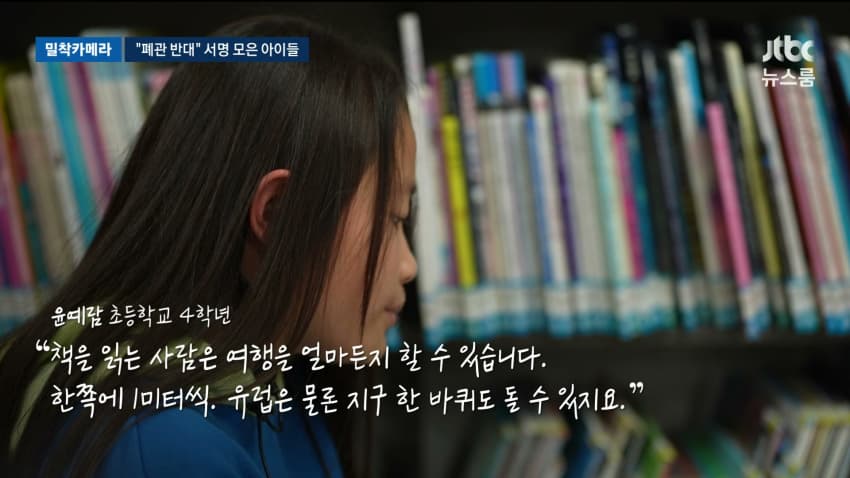 밀착카메라
"폐관 반대" 서명 모은 아이들
jtbc
뉴스룸
윤예람 초등학교 4학년
“책을 읽는 사람은 여행을 얼마든지 할 수 있습니다.
한쪽에 1미터씩. 유럽은 물론 지구 한 바퀴도 돌 수 있지요.”